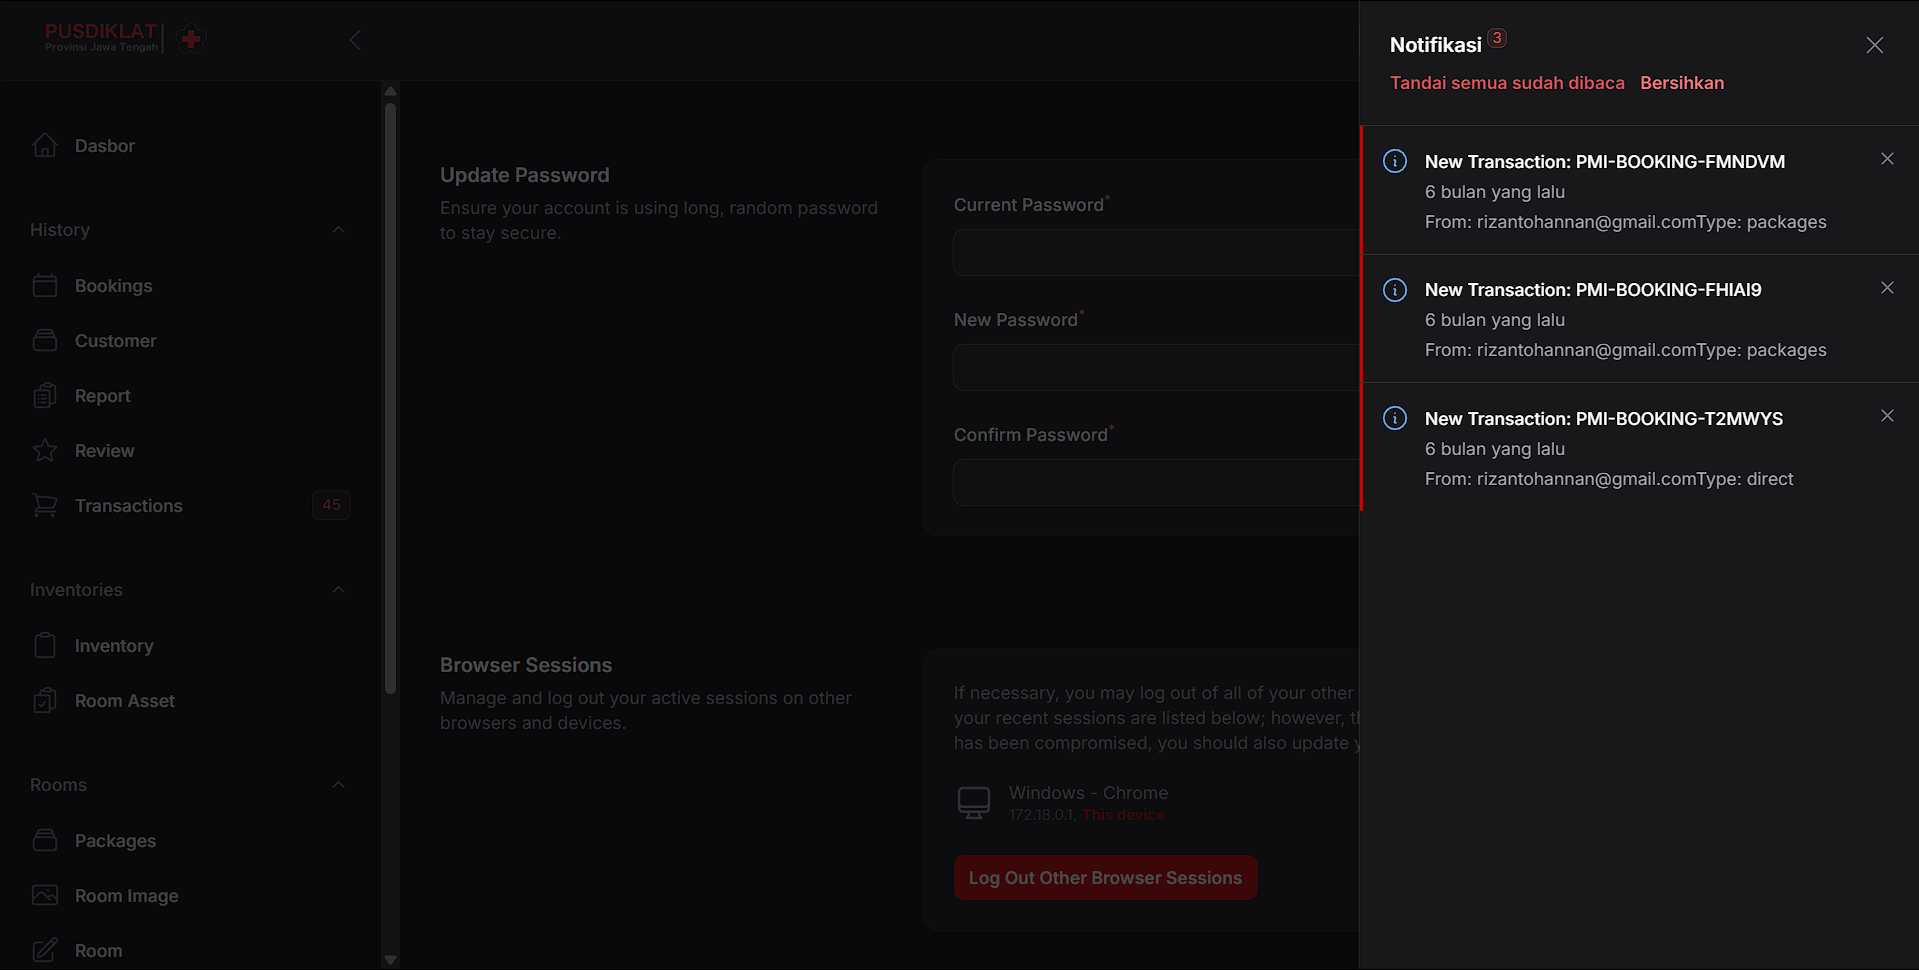 PUSDIKLAT
Provinsi Jawa Tengah
Dasbor
History
Bookings
Customer
Report
Review
Transactions
45
Inventories
Inventory
Room Asset
Rooms
Packages
Room Image
Room
Update Password
Ensure your account is using long, random password
to stay secure.
Current Password*
New Password*
Confirm Password*
Browser Sessions
Manage and log out your active sessions on other
browsers and devices.
If necessary, you may log out of all of your other
your recent sessions are listed below; however,
has been compromised, you should also update
Windows - Chrome
172.18.0.1, This device
Log Out Other Browser Sessions
Notifikasi 3
Tandai semua sudah dibaca Bersihkan
New Transaction: PMI-BOOKING-FMNDVM
6 bulan yang lalu
From: rizantohannan@gmail.comType: packages
New Transaction: PMI-BOOKING-FHIAI9
6 bulan yang lalu
From: rizantohannan@gmail.comType: packages
New Transaction: PMI-BOOKING-T2MWYS
6 bulan yang lalu
From: rizantohannan@gmail.comType: direct